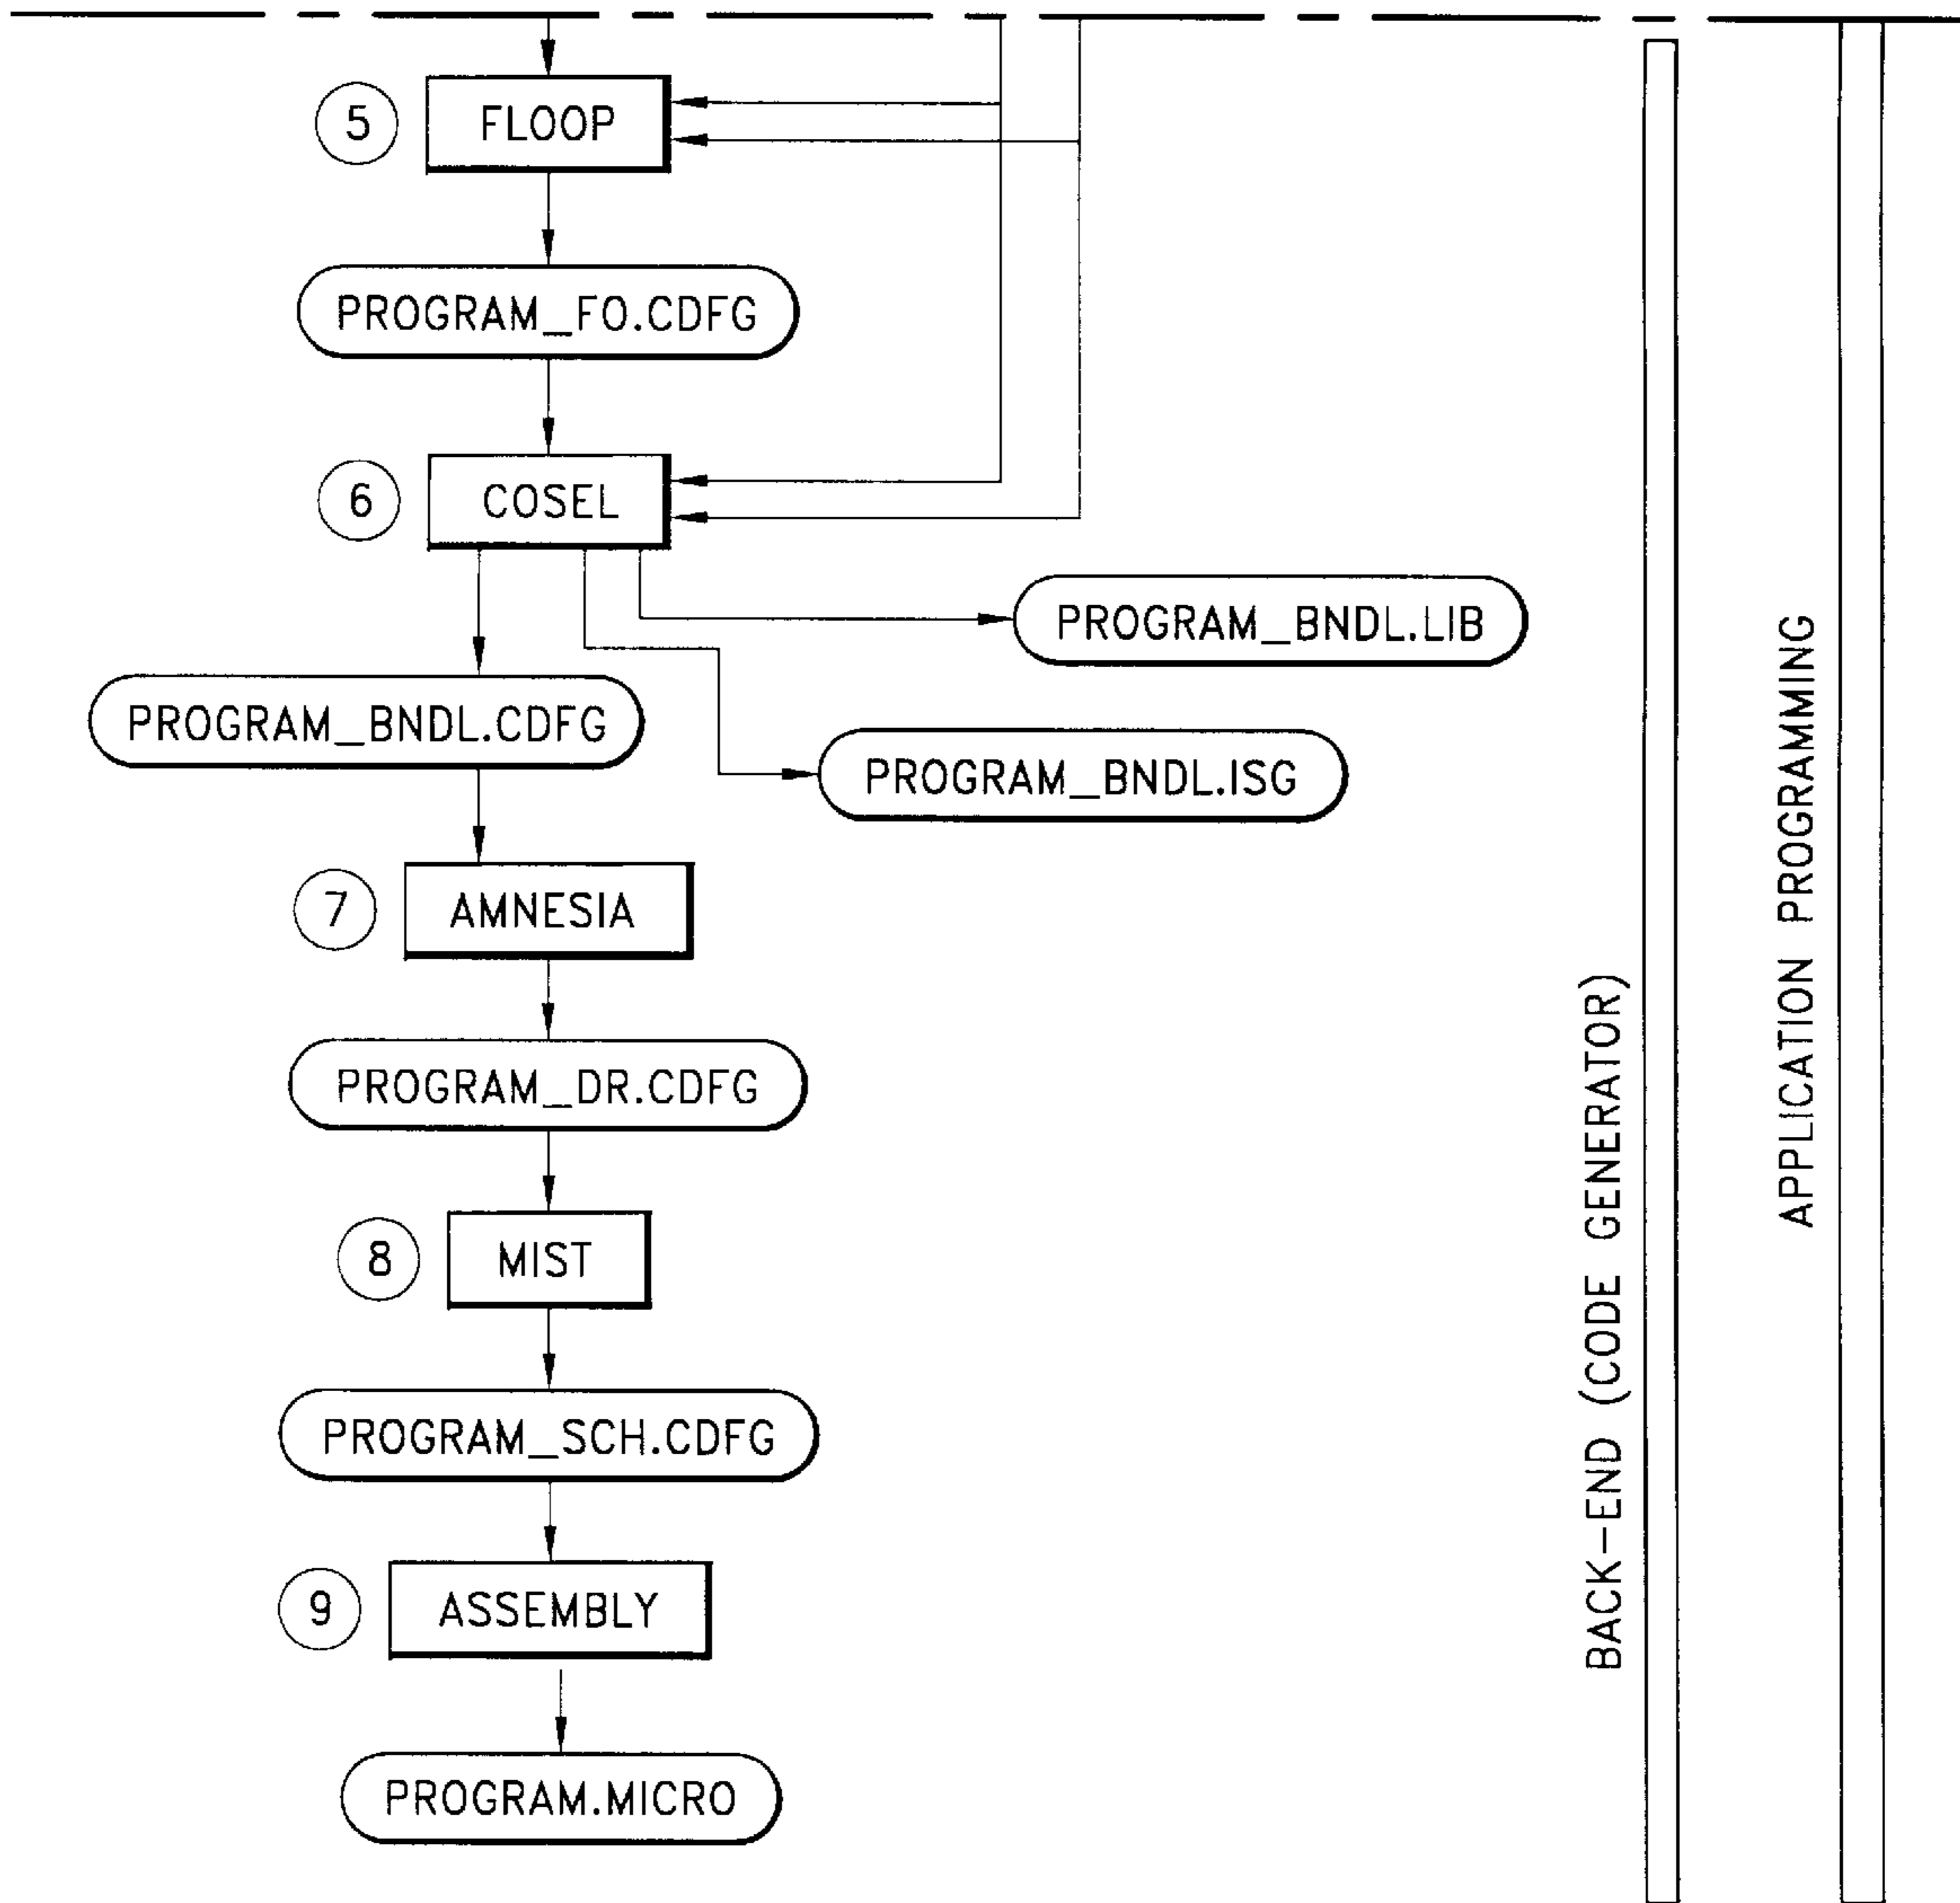 5
FLOOP
PROGRAM_FO.CDFG
6
COSEL
PROGRAM_BNDL.LIB
PROGRAM_BNDL.CDFG
PROGRAM_BNDL.ISG
7
AMNESIA
PROGRAM_DR.CDFG
8
MIST
PROGRAM_SCH.CDFG
9
ASSEMBLY
PROGRAM.MICRO
BACK-END (CODE GENERATOR)
APPLICATION PROGRAMMING